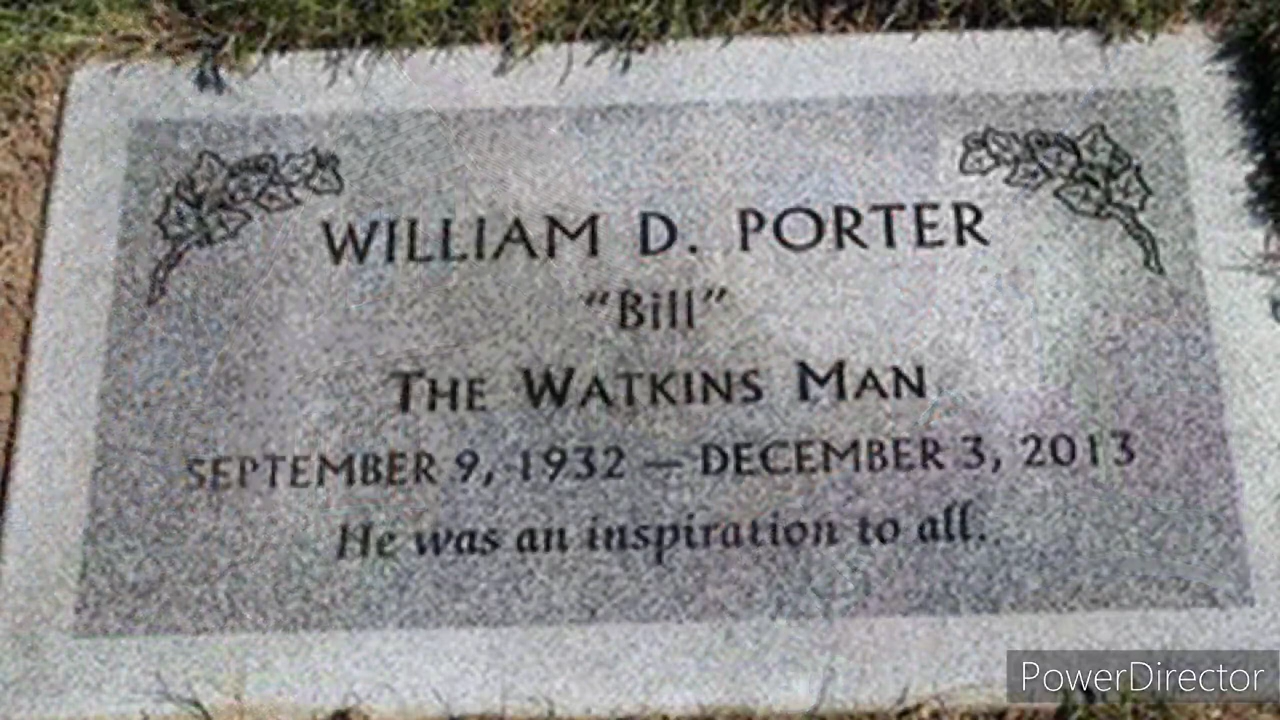 WILLIAM D. PORTER
"Bill"
THE WATKINS MAN
SEPTEMBER 9, 1932 — DECEMBER 3, 2013
He was an inspiration to all..
PowerDirector